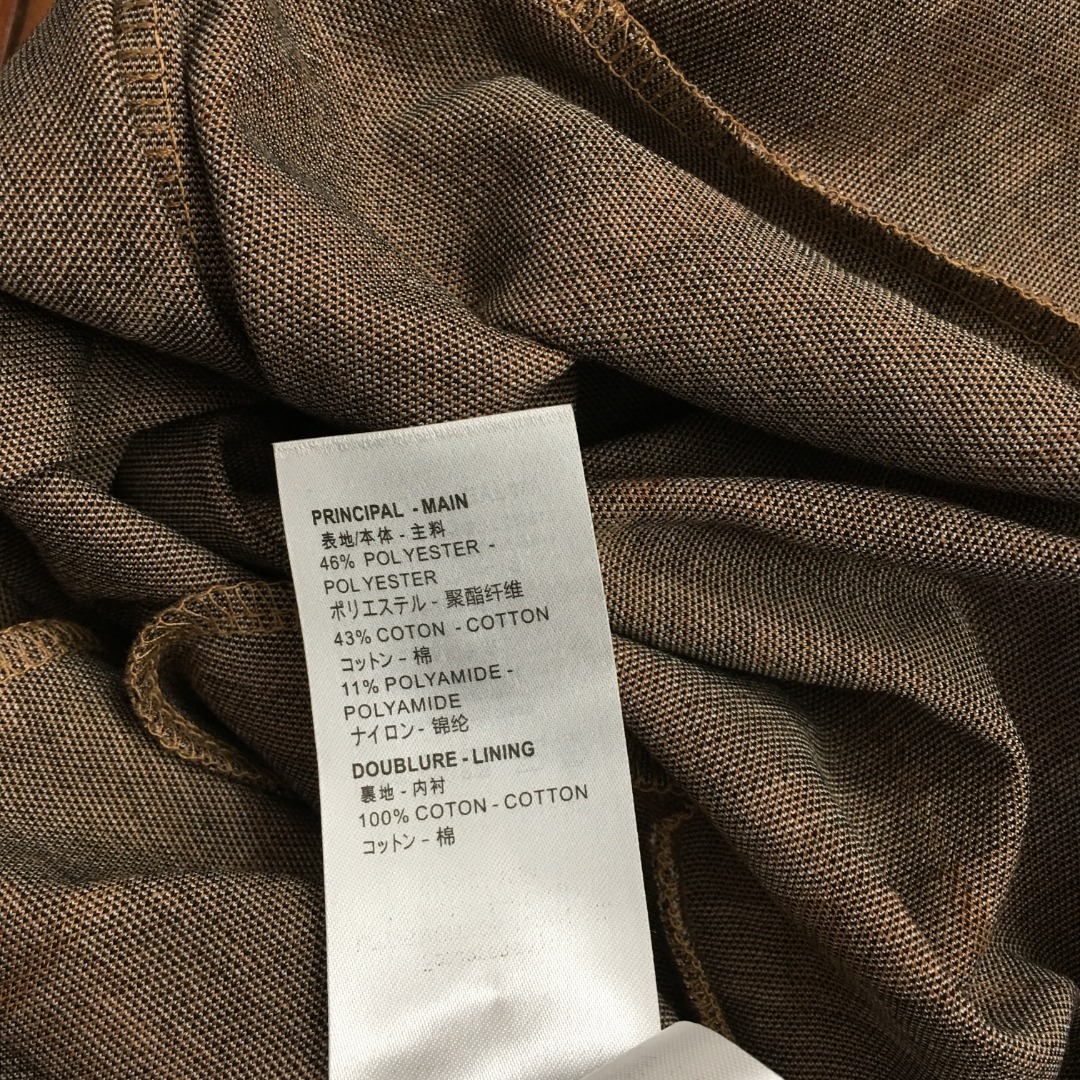 PRINCIPAL - MAIN
表地/本体 - 主料
46% POLYESTER -
POLYESTER
ポリエステル - 聚酯纤维
43% COTON - COTTON
コットン - 棉
11% POLYAMIDE -
POLYAMIDE
ナイロン - 锦纶
DOUBLURE - LINING
裏地 - 内衬
100% COTON - COTTON
コットン - 棉